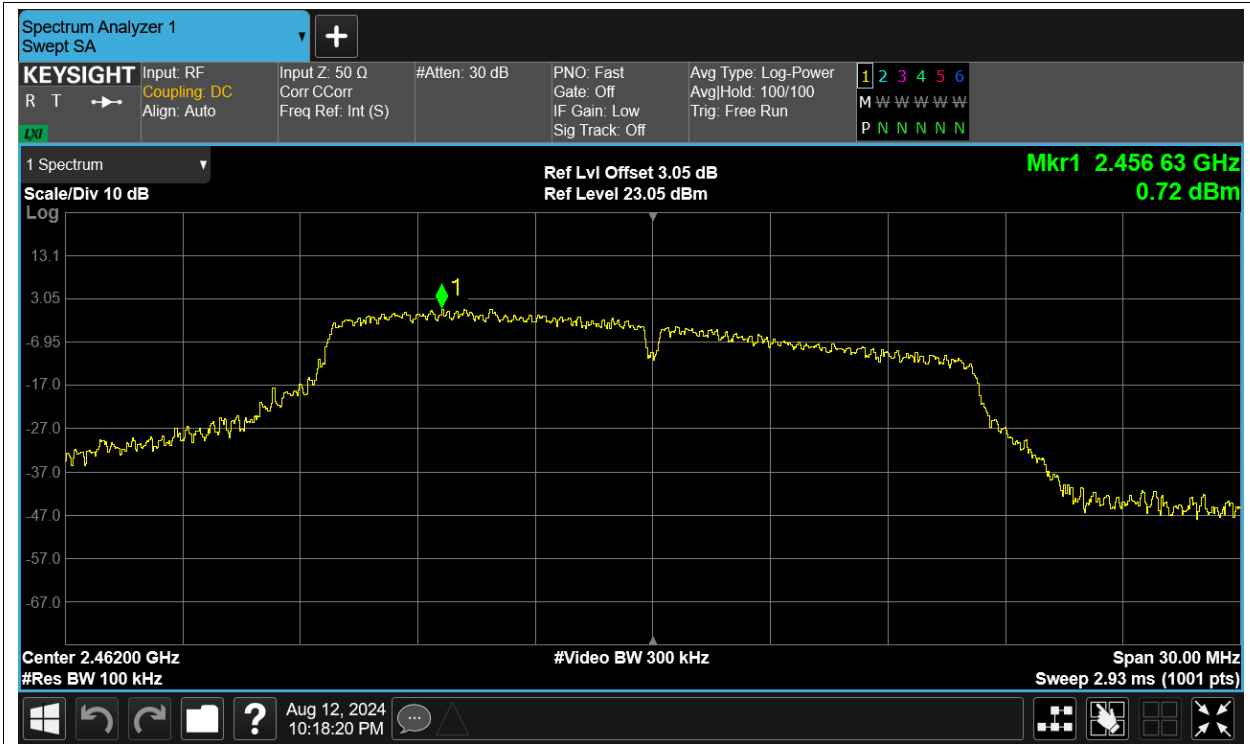 Spectrum Analyzer 1
Swept SA
KEYSIGHT
R T
LXI
Input: RF
Coupling: DC
Align: Auto
Input Z: 50 Ω
Corr CCorr
Freq Ref: Int (S)
#Atten: 30 dB
PNO: Fast
Gate: Off
IF Gain: Low
Sig Track: Off
Avg Type: Log-Power
Avg|Hold: 100/100
Trig: Free Run
1 2 3 4 5 6
M W W W W W
P N N N N N
1 Spectrum
Scale/Div 10 dB
Log
Ref Lvl Offset 3.05 dB
Ref Level 23.05 dBm
Mkr1 2.456 63 GHz
0.72 dBm
13.1
3.05
-6.95
-17.0
-27.0
-37.0
-47.0
-57.0
-67.0
1
Center 2.46200 GHz
#Res BW 100 kHz
#Video BW 300 kHz
Span 30.00 MHz
Sweep 2.93 ms (1001 pts)
?
Aug 12, 2024
10:18:20 PM